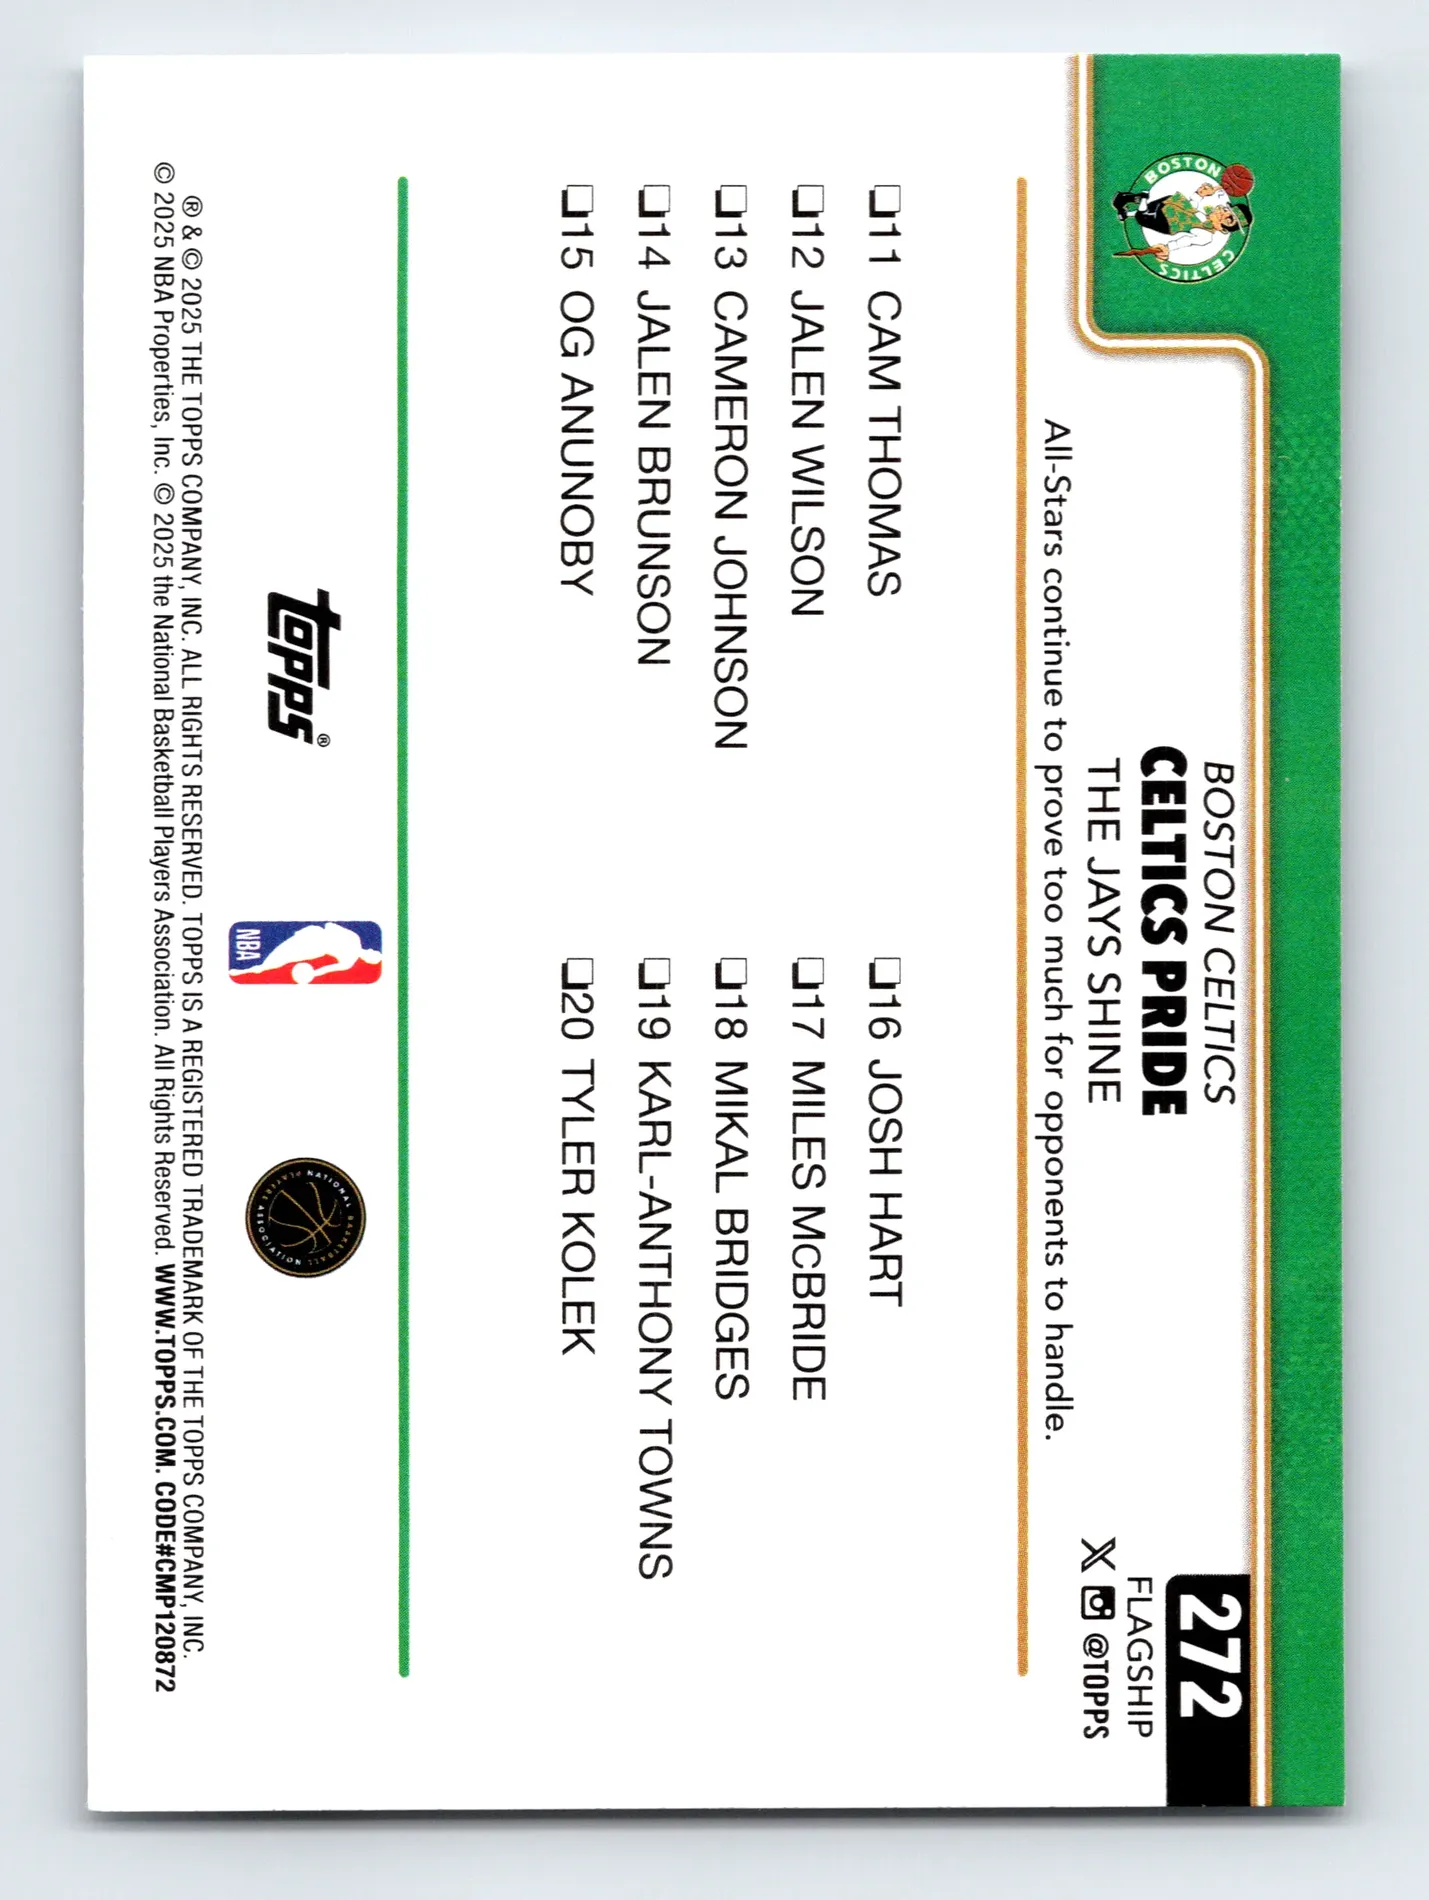 BOSTON CELTICS
BOSTON CELTICS
CELTICS PRIDE
THE JAYS SHINE
All-Stars continue to prove too much for opponents to handle.
272
FLAGSHIP
@TOPPS
❑11 CAM THOMAS
❑12 JALEN WILSON
❑13 CAMERON JOHNSON
❑14 JALEN BRUNSON
❑15 OG ANUNOBY
❑16 JOSH HART
❑17 MILES McBRIDE
❑18 MIKAL BRIDGES
❑19 KARL-ANTHONY TOWNS
❑20 TYLER KOLEK
topps®
NBA
NATIONAL BASKETBALL PLAYERS ASSOCIATION
® & © 2025 THE TOPPS COMPANY, INC. ALL RIGHTS RESERVED. TOPPS IS A REGISTERED TRADEMARK OF THE TOPPS COMPANY, INC.
© 2025 NBA Properties, Inc. © 2025 the National Basketball Players Association. All Rights Reserved. WWW.TOPPS.COM. CODE#CMP120872